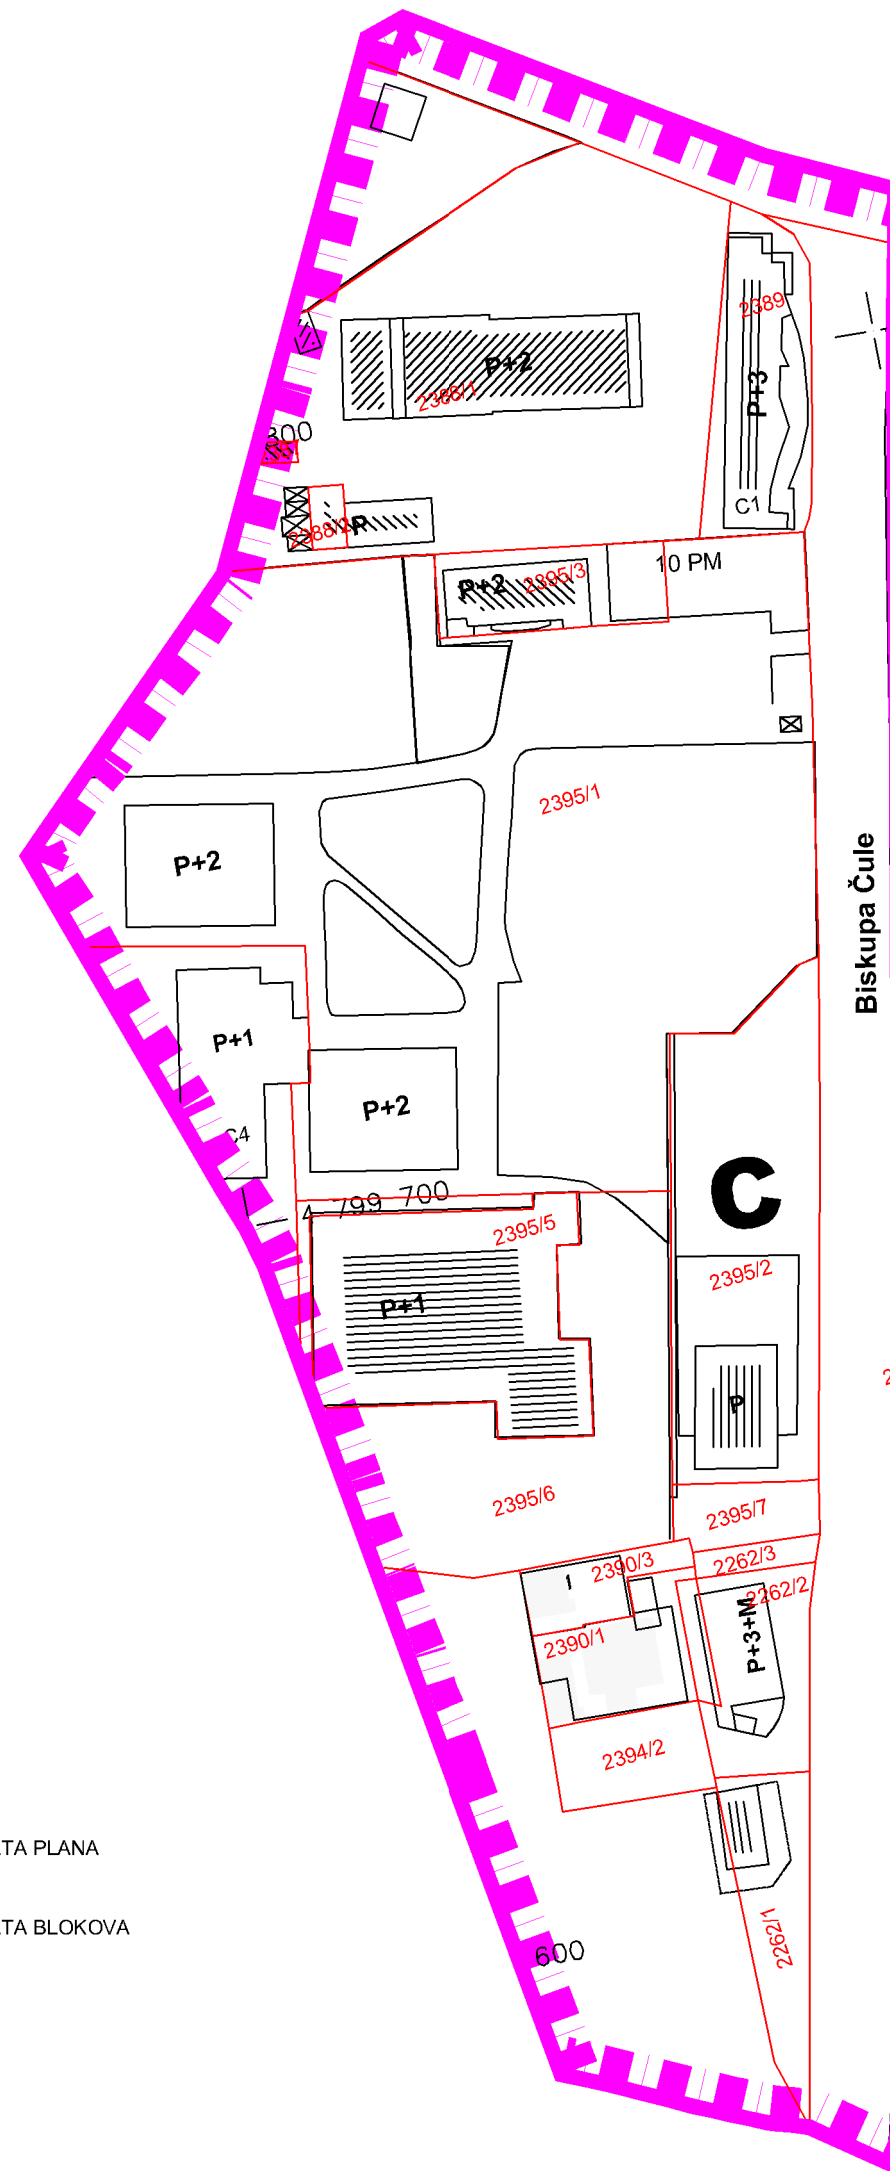 2389
P+2
P+3
2388/1
300
C1
P
2388/2
10 PM
P+2
2395/3
2395/1
P+2
Biskupa Čule
P+1
P+2
C4
C
799 700
2395/5
2395/2
P+1
P
2395/6
2395/7
2390/3
2262/3
2262/2
2390/1
P+3+M
2394/2
TA PLANA
TA BLOKOVA
2262/1
600